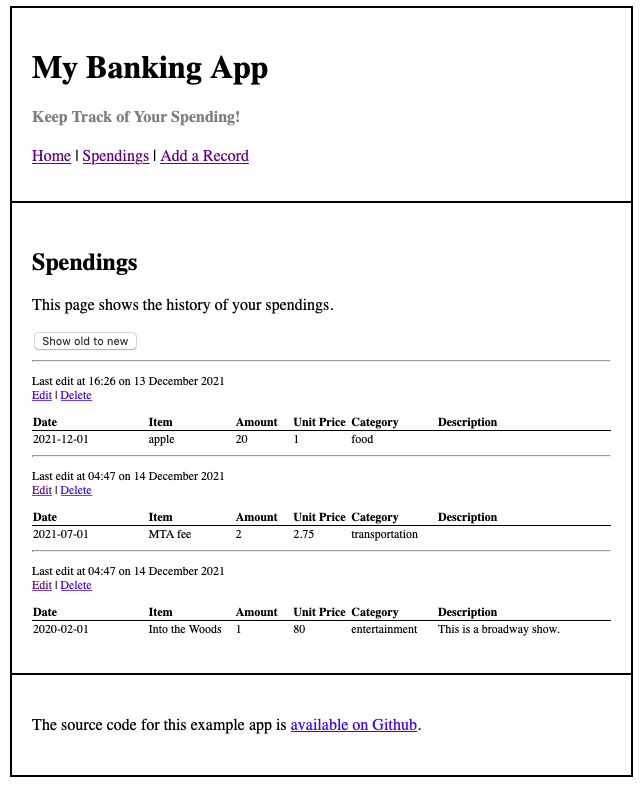 My Banking App
Keep Track of Your Spending!
Home | Spendings | Add a Record
Spendings
This page shows the history of your spendings.
Show old to new
Last edit at 16:26 on 13 December 2021
Edit | Delete
Date Item Amount Unit Price Category Description
2021-12-01 apple 20 1 food
Last edit at 04:47 on 14 December 2021
Edit | Delete
Date Item Amount Unit Price Category Description
2021-07-01 MTA fee 2 2.75 transportation
Last edit at 04:47 on 14 December 2021
Edit | Delete
Date Item Amount Unit Price Category Description
2020-02-01 Into the Woods 1 80 entertainment This is a broadway show.
The source code for this example app is available on Github.